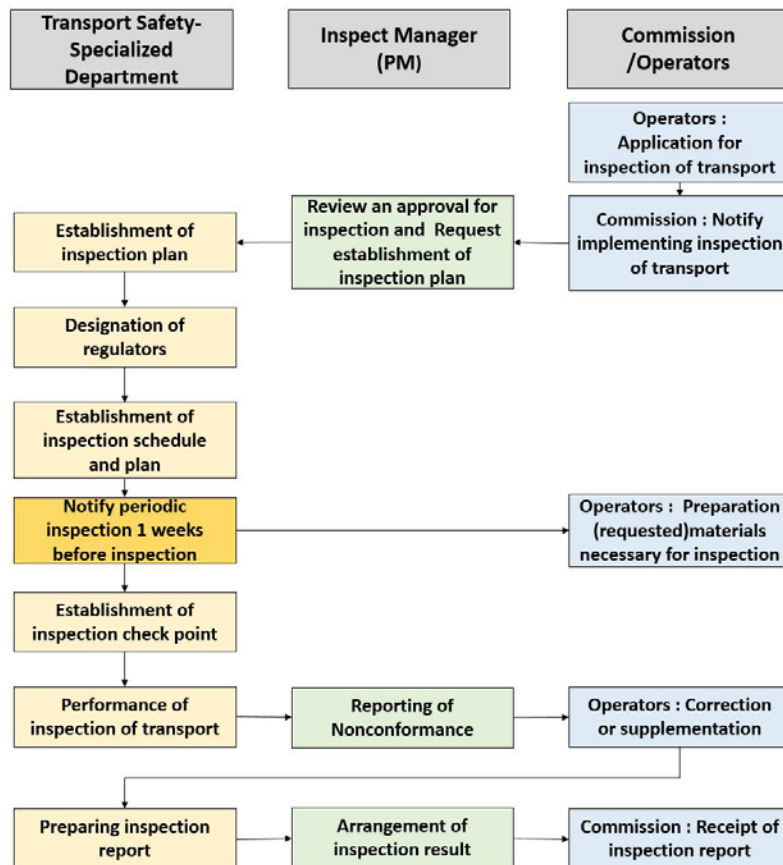 Transport Safety-
Specialized
Department
Inspect Manager
(PM)
Commission
/Operators
Operators :
Application for
inspection of transport
Commission : Notify
implementing inspection
of transport
Review an approval for
inspection and Request
establishment of
inspection plan
Establishment of
inspection plan
Designation of
regulators
Establishment of
inspection schedule
and plan
Notify periodic
inspection 1 weeks
before inspection
Operators : Preparation
(requested)materials
necessary for inspection
Establishment of
inspection check point
Performance of
inspection of transport
Reporting of
Nonconformance
Operators : Correction
or supplementation
Preparing inspection
report
Arrangement of
inspection result
Commission : Receipt of
inspection report